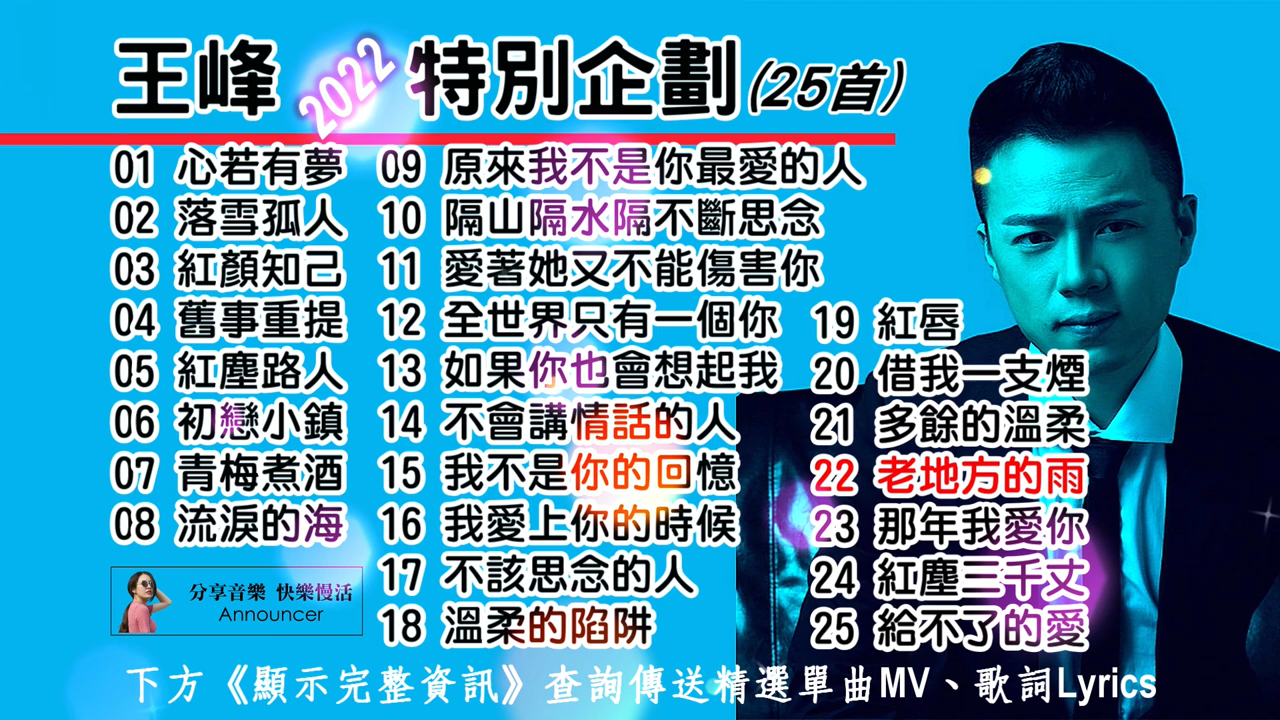 王峰 2022 特別企劃 (25首)
01 心若有夢
02 落雪孤人
03 紅顏知己
04 舊事重提
05 紅塵路人
06 初戀小鎮
07 青梅煮酒
08 流淚的海
09 原來我不是你最愛的人
10 隔山隔水隔不斷思念
11 愛著她又不能傷害你
12 全世界只有一個你
13 如果你也會想起我
14 不會講情話的人
15 我不是你的回憶
16 我愛上你的時候
17 不該思念的人
18 溫柔的陷阱
19 紅唇
20 借我一支煙
21 多餘的溫柔
22 老地方的雨
23 那年我愛你
24 紅塵三千丈
25 給不了的愛
分享音樂 快樂慢活
Announcer
下方《顯示完整資訊》查詢傳送精選單曲MV、歌詞Lyrics